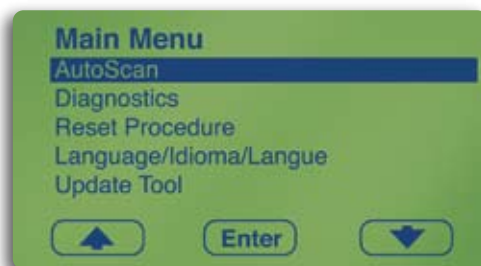 Main Menu
AutoScan
Diagnostics
Reset Procedure
Language/Idioma/Langue
Update Tool
Enter